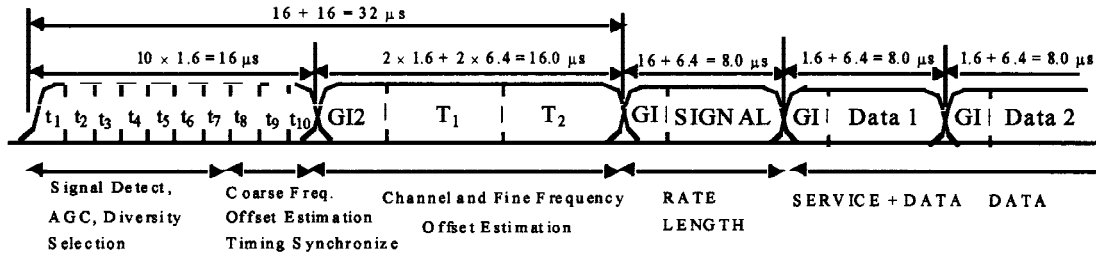 16 + 16 = 32 μs
10 × 1.6 = 16 μs
2 × 1.6 + 2 × 6.4 = 16.0 μs
16 + 6.4 = 8.0 μs
1.6 + 6.4 = 8.0 μs
1.6 + 6.4 = 8.0 μs
t1 t2 t3 t4 t5 t6 t7 t8 t9 t10 GI2 T1 T2 GI SIGNAL GI Data 1 GI Data 2
Signal Detect,
AGC, Diversity
Selection
Coarse Freq.
Offset Estimation
Timing Synchronize
Channel and Fine Frequency
Offset Estimation
RATE
LENGTH
SERVICE + DATA
DATA